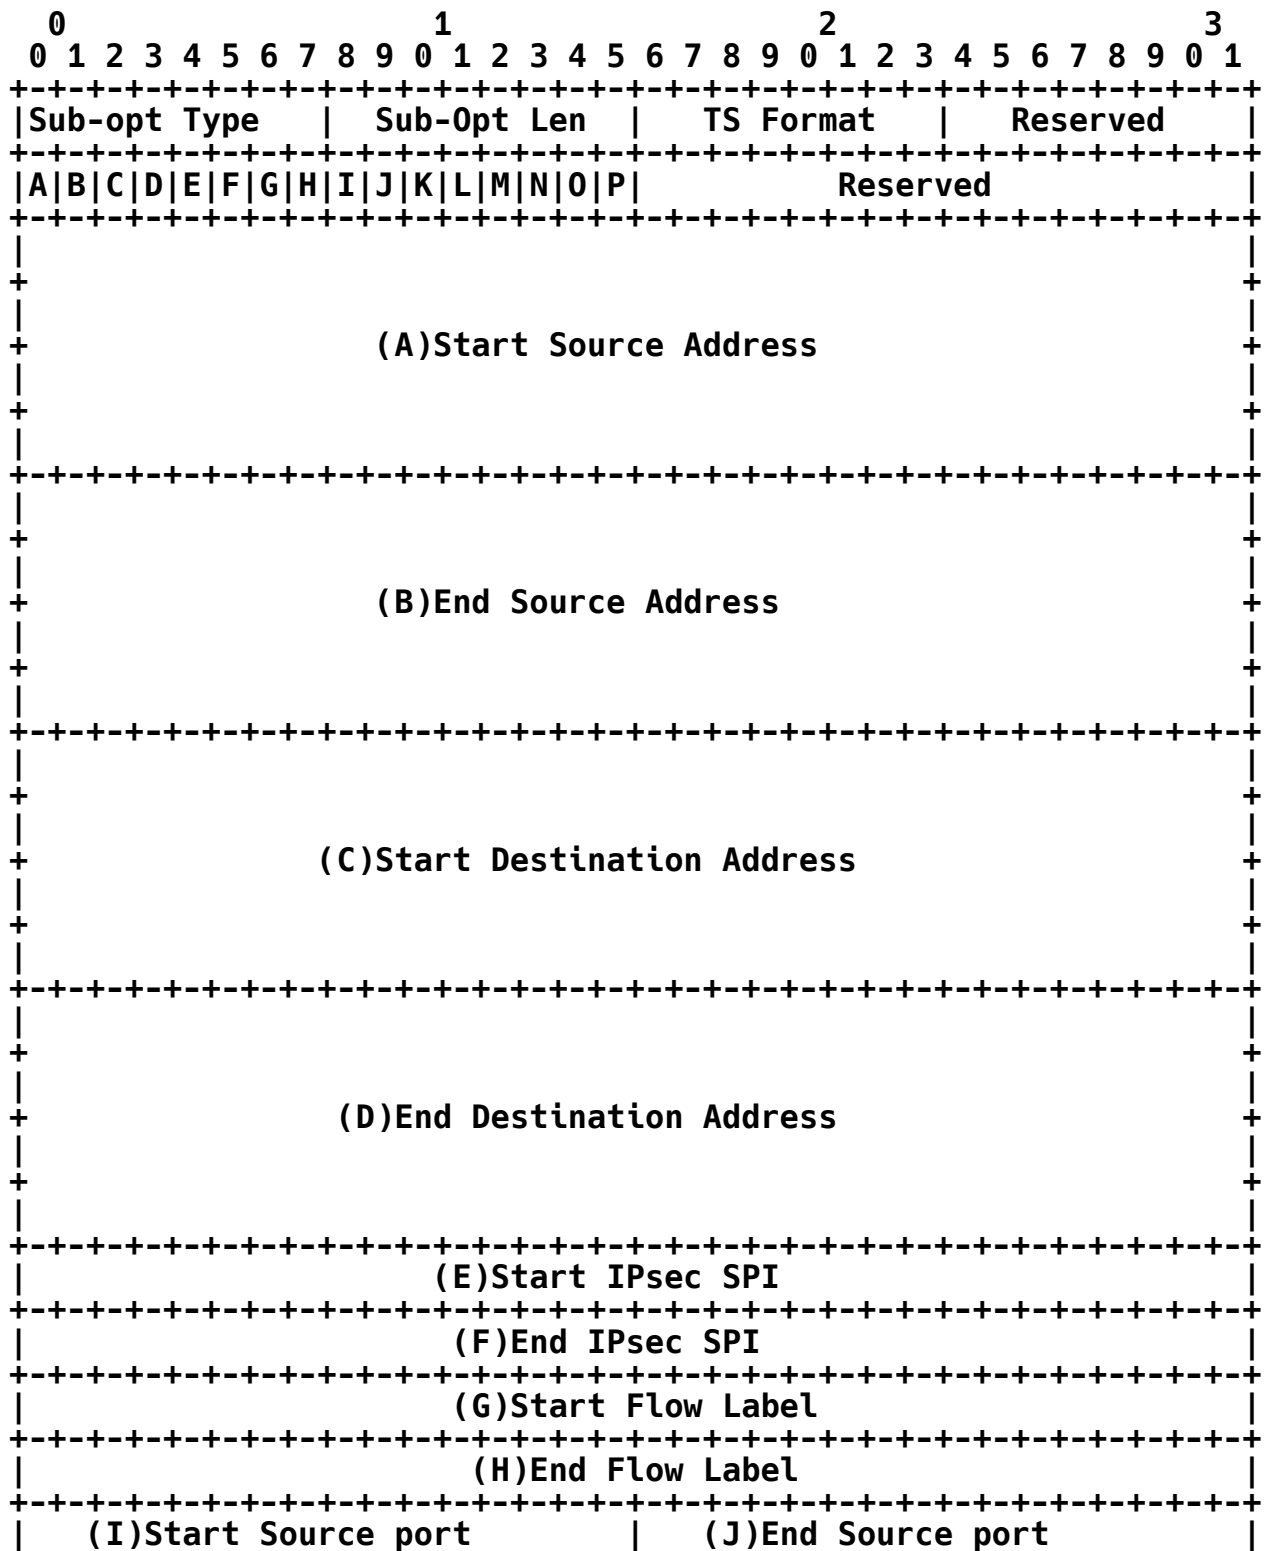 0                   1                   2                   3
 0 1 2 3 4 5 6 7 8 9 0 1 2 3 4 5 6 7 8 9 0 1 2 3 4 5 6 7 8 9 0 1
+-+-+-+-+-+-+-+-+-+-+-+-+-+-+-+-+-+-+-+-+-+-+-+-+-+-+-+-+-+-+-+-+
|Sub-opt Type   |  Sub-Opt Len  |   TS Format   |   Reserved    |
+-+-+-+-+-+-+-+-+-+-+-+-+-+-+-+-+-+-+-+-+-+-+-+-+-+-+-+-+-+-+-+-+
|A|B|C|D|E|F|G|H|I|J|K|L|M|N|O|P|          Reserved             |
+-+-+-+-+-+-+-+-+-+-+-+-+-+-+-+-+-+-+-+-+-+-+-+-+-+-+-+-+-+-+-+-+
|                                                               |
+                                                               +
|                                                               |
+                  (A)Start Source Address                      +
|                                                               |
+                                                               +
|                                                               |
+-+-+-+-+-+-+-+-+-+-+-+-+-+-+-+-+-+-+-+-+-+-+-+-+-+-+-+-+-+-+-+-+
|                                                               |
+                                                               +
|                                                               |
+                  (B)End Source Address                        +
|                                                               |
+                                                               +
|                                                               |
+-+-+-+-+-+-+-+-+-+-+-+-+-+-+-+-+-+-+-+-+-+-+-+-+-+-+-+-+-+-+-+-+
|                                                               |
+                                                               +
|                                                               |
+               (C)Start Destination Address                    +
|                                                               |
+                                                               +
|                                                               |
+-+-+-+-+-+-+-+-+-+-+-+-+-+-+-+-+-+-+-+-+-+-+-+-+-+-+-+-+-+-+-+-+
|                                                               |
+                                                               +
|                                                               |
+                (D)End Destination Address                     +
|                                                               |
+                                                               +
|                                                               |
+-+-+-+-+-+-+-+-+-+-+-+-+-+-+-+-+-+-+-+-+-+-+-+-+-+-+-+-+-+-+-+-+
|                     (E)Start IPsec SPI                        |
+-+-+-+-+-+-+-+-+-+-+-+-+-+-+-+-+-+-+-+-+-+-+-+-+-+-+-+-+-+-+-+-+
|                      (F)End IPsec SPI                         |
+-+-+-+-+-+-+-+-+-+-+-+-+-+-+-+-+-+-+-+-+-+-+-+-+-+-+-+-+-+-+-+-+
|                      (G)Start Flow Label                      |
+-+-+-+-+-+-+-+-+-+-+-+-+-+-+-+-+-+-+-+-+-+-+-+-+-+-+-+-+-+-+-+-+
|                       (H)End Flow Label                       |
+-+-+-+-+-+-+-+-+-+-+-+-+-+-+-+-+-+-+-+-+-+-+-+-+-+-+-+-+-+-+-+-+
|   (I)Start Source port        |   (J)End Source port          |